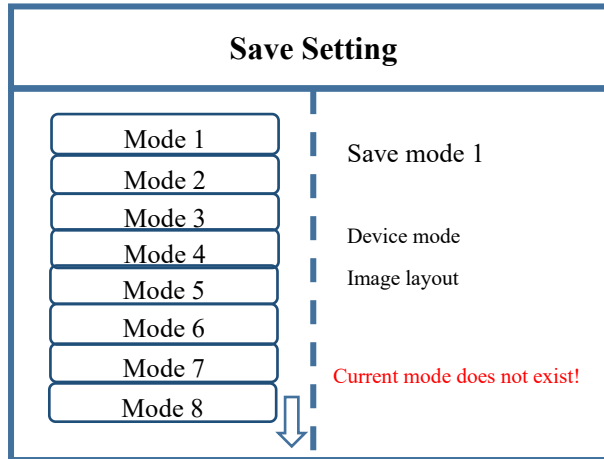 Save Setting
Mode 1
Mode 2
Mode 3
Mode 4
Mode 5
Mode 6
Mode 7
Mode 8
Save mode 1
Device mode
Image layout
Current mode does not exist!